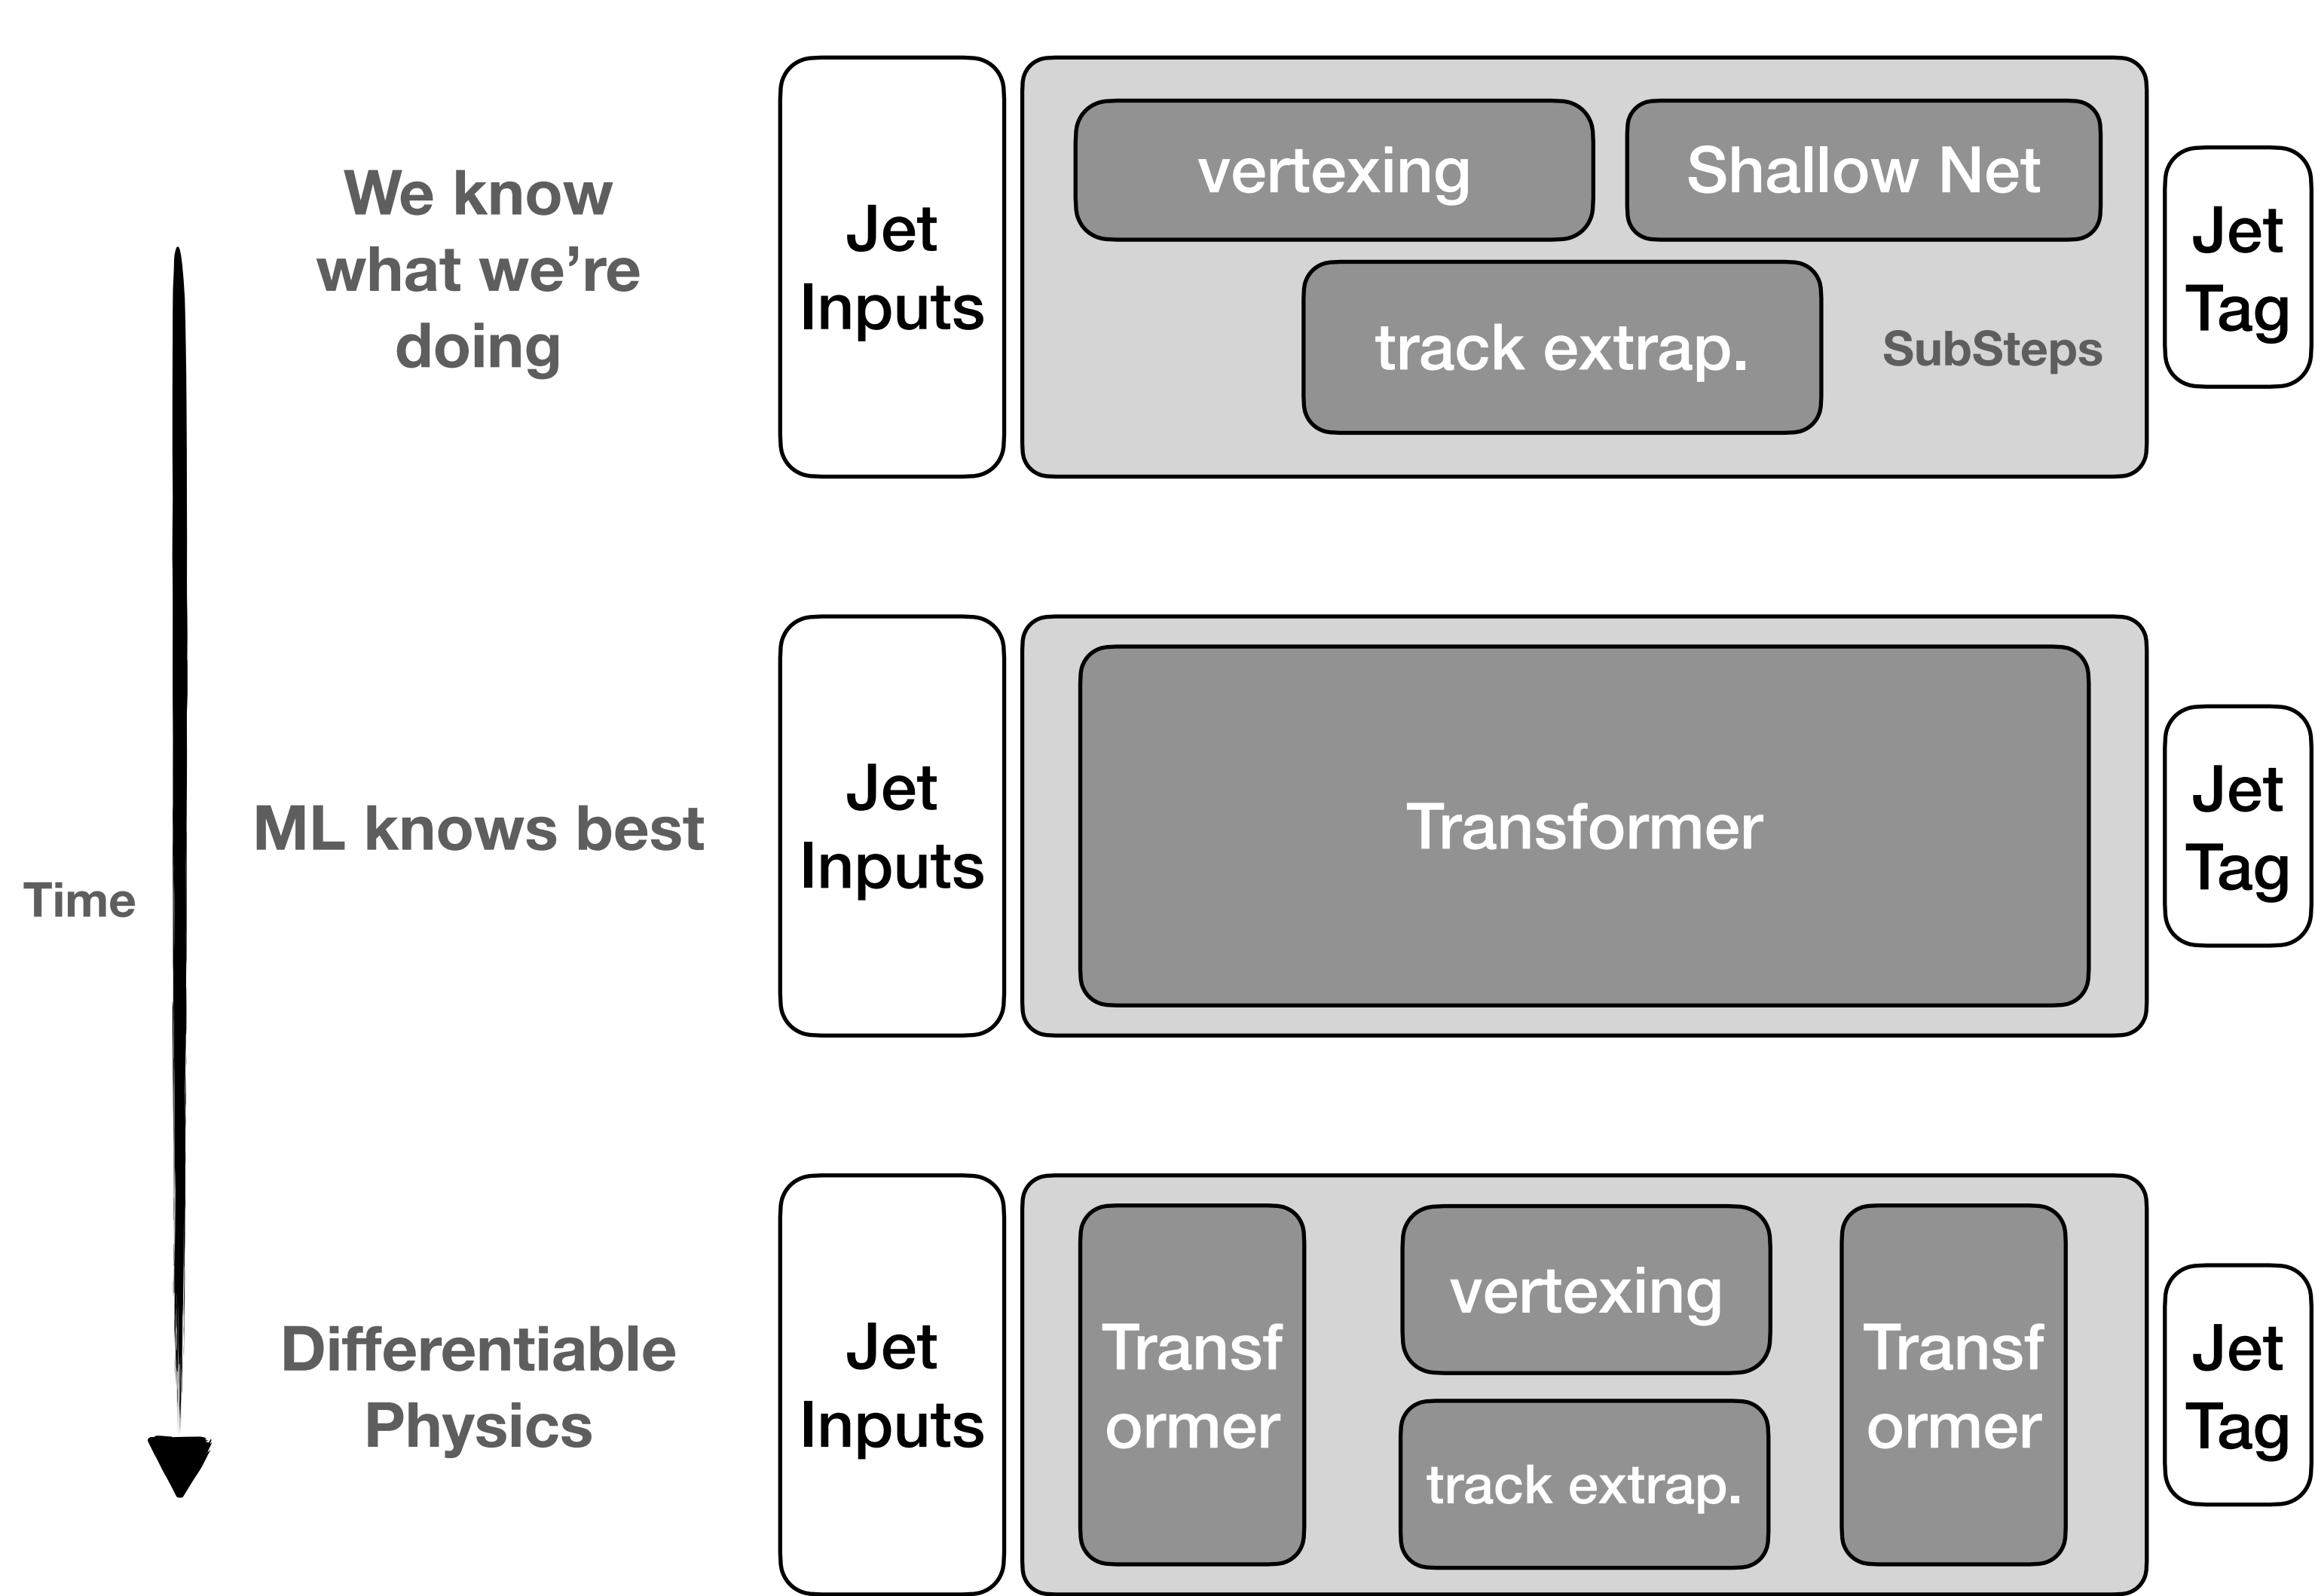 We know
what we’re
doing
Jet
Inputs
vertexing
Shallow Net
track extrap.
SubSteps
Jet
Tag
Time
ML knows best
Jet
Inputs
Transformer
Jet
Tag
Differentiable
Physics
Jet
Inputs
Transf
ormer
vertexing
track extrap.
Transf
ormer
Jet
Tag